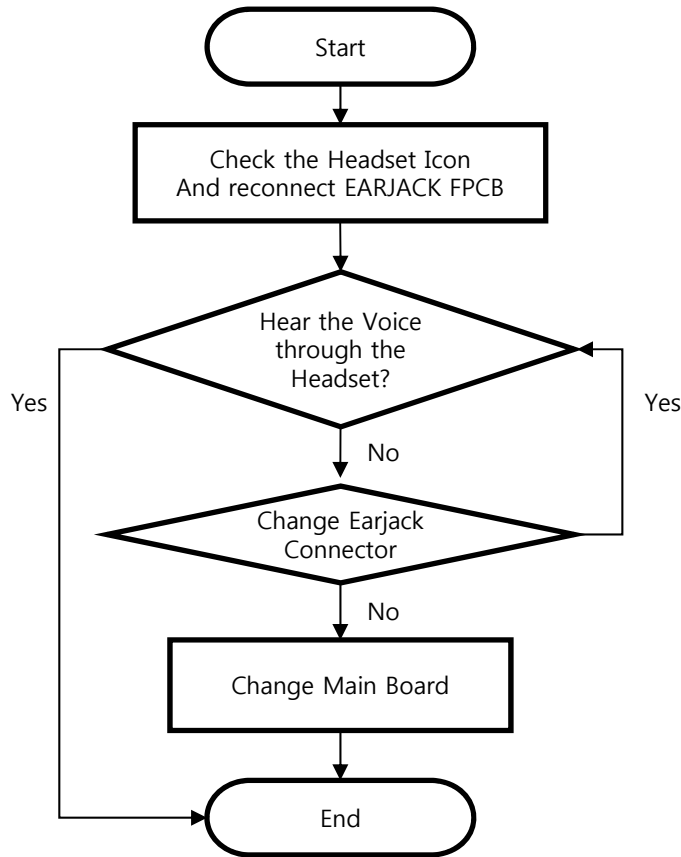 Start
Check the Headset Icon
And reconnect EARJACK FPCB
Hear the Voice
through the
Headset?
Yes
Yes
No
Change Earjack
Connector
No
Change Main Board
End